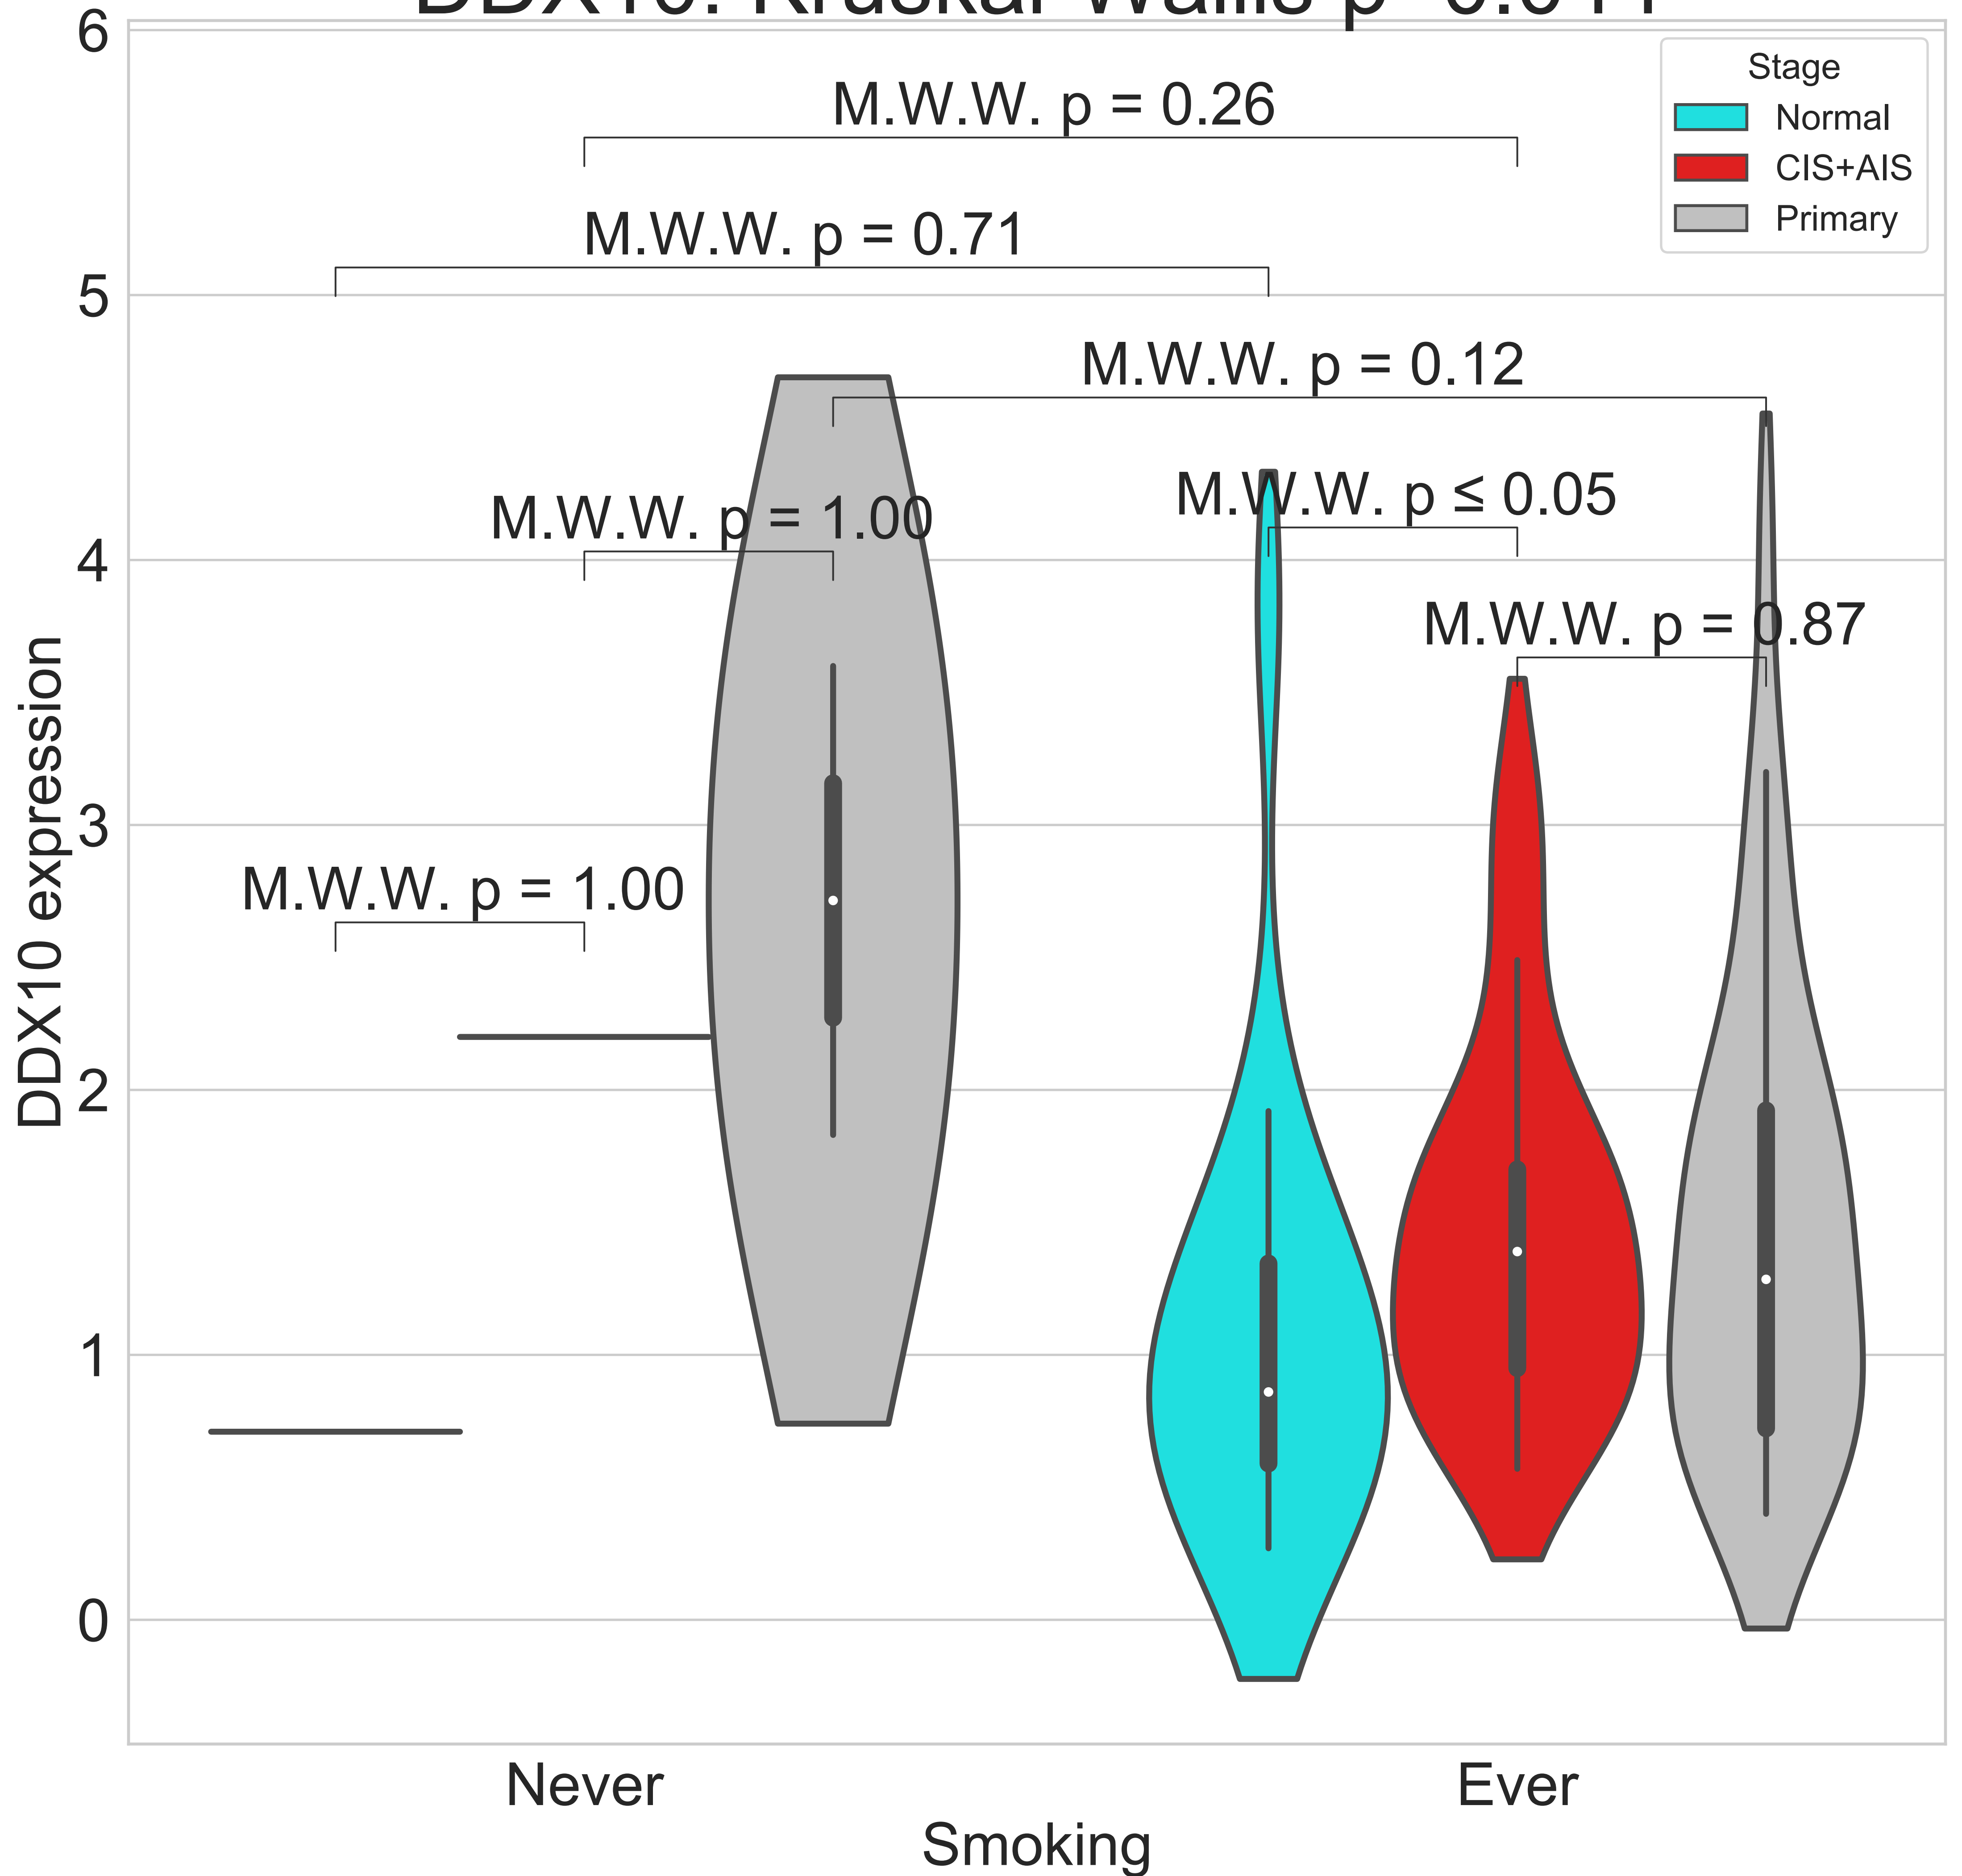 6
M.W.W. p = 0.26
Stage
Normal
CIS+AIS
Primary
M.W.W. p = 0.71
5
M.W.W. p = 0.12
M.W.W. p ≤ 0.05
M.W.W. p = 1.00
4
M.W.W. p = 0.87
3
M.W.W. p = 1.00
2
1
0
DDX10 expression
Never
Ever
Smoking